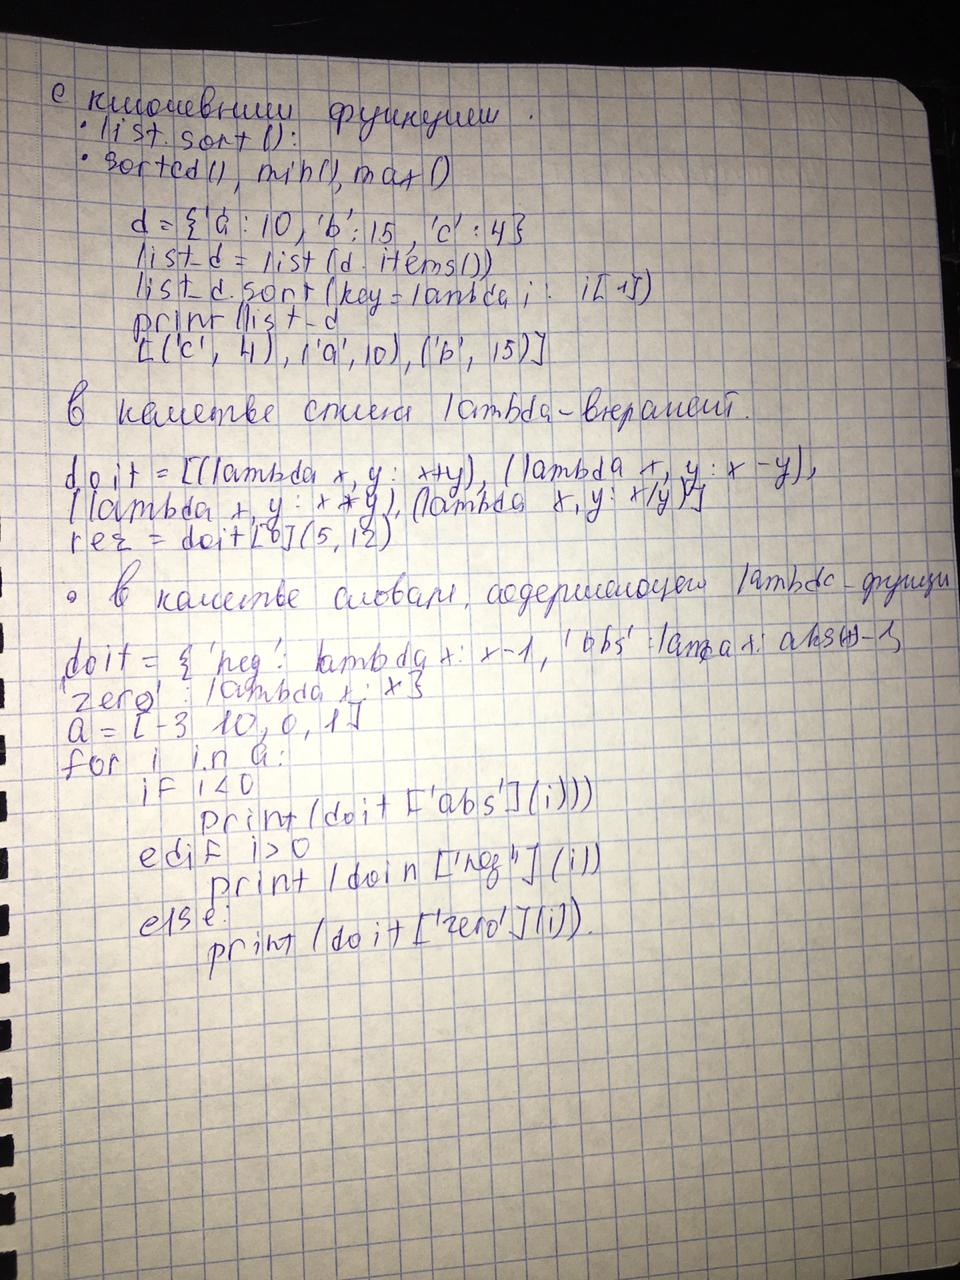 с ключевыми функциями.
• list.sort():
• sorted(), min(), max()
d = {'a : 10, 'b' : 15, 'c' : 4}
list_d = list (d. items())
list_d.sort (key = lambda i : i[1])
print list_d
[('c', 4), ('a', 10), ('b', 15)]
В качестве списка lambda-выражений.
doit = [(lambda x, y: x+y), (lambda x, y: x - y),
(lambda x, y: x * y), (lambda x, y: x/y)]
rez = doit[0](5, 12)
• В качестве словаря, содержащего lambda-функции
doit = { 'neg': lambda x: x-1, 'abs' : lamba x: abs(x)-1,
'zero' : lambda x: x}
a = [-3 10, 0, 1]
for i in a:
if i<0
print (doit ['abs'](i)))
edif i>0
print (doin ['neg'](i))
else:
print (doit ['zero'](i)).